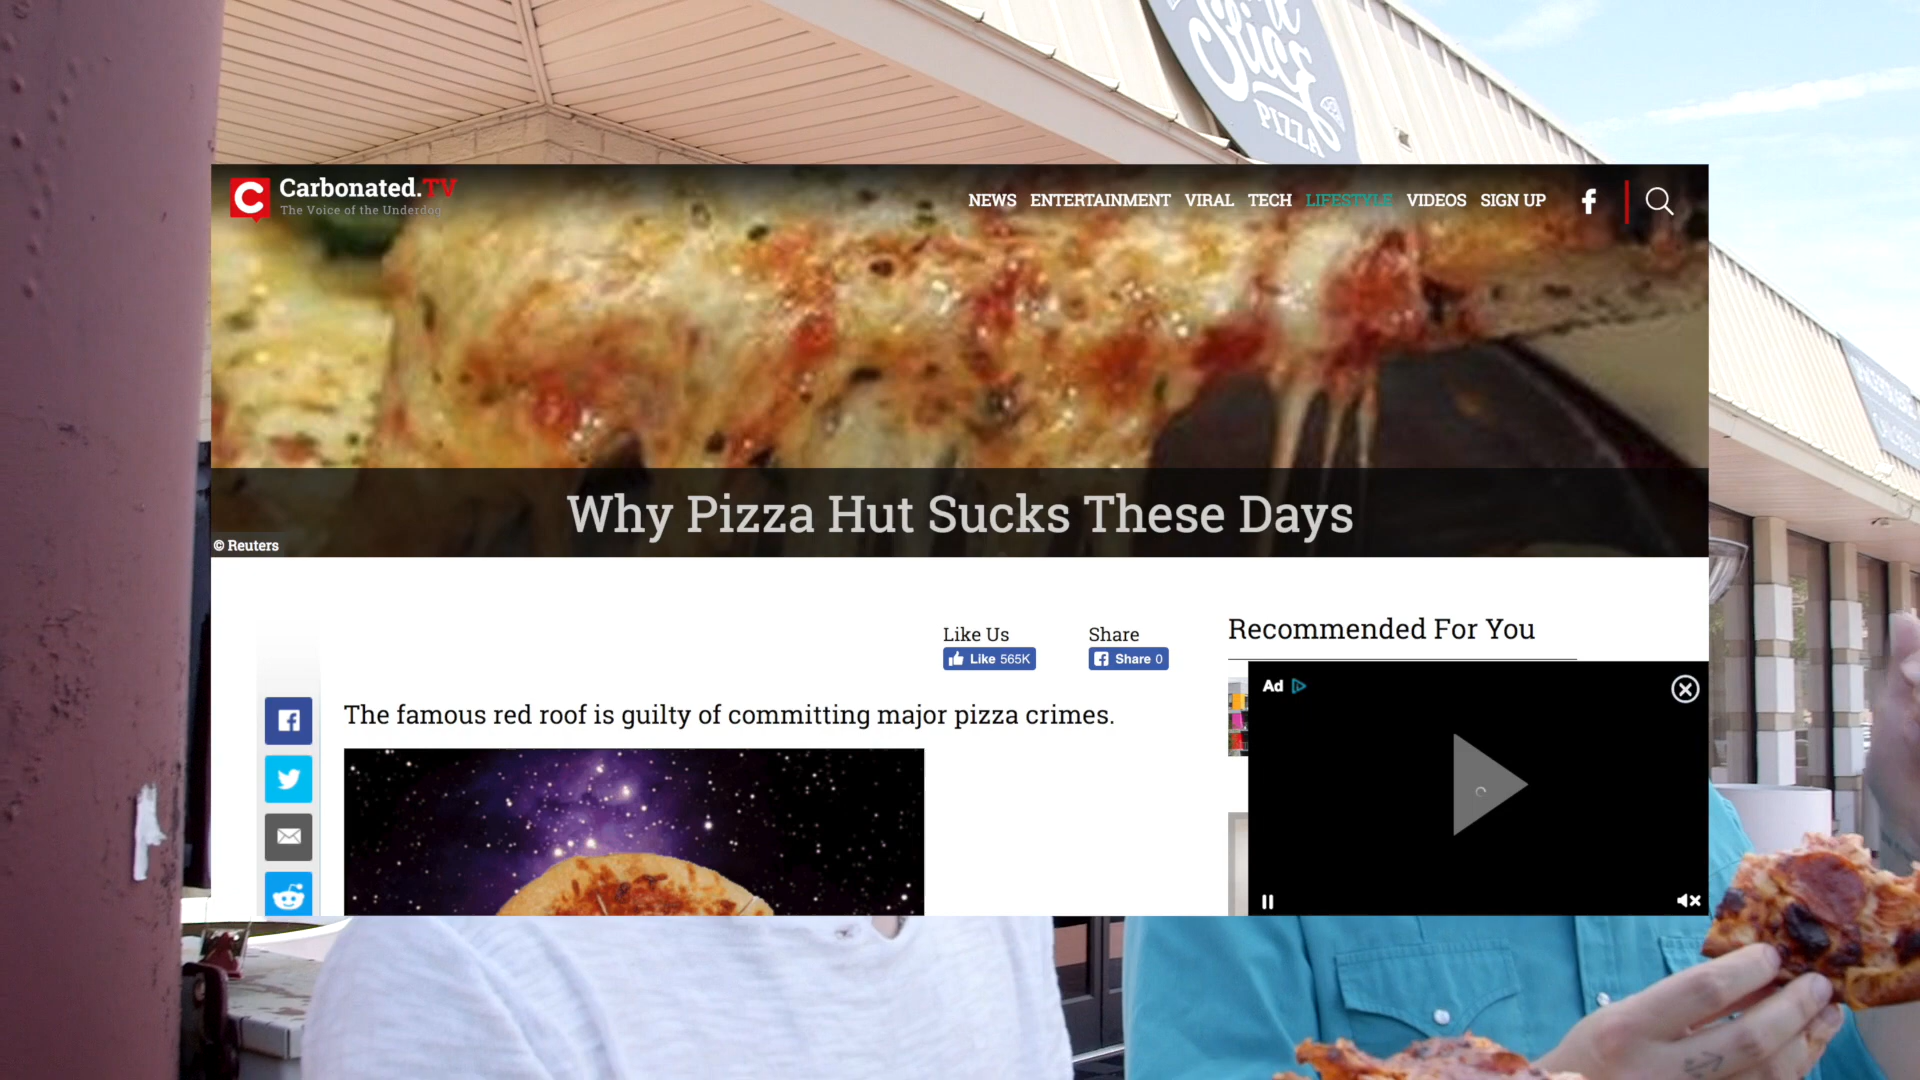 Slice
PIZZA
Carbonated.TV
The Voice of the Underdog
NEWS ENTERTAINMENT VIRAL TECH LIFESTYLE VIDEOS SIGN UP
Why Pizza Hut Sucks These Days
© Reuters
Like Us
Like 565K
Share
Share 0
Recommended For You
The famous red roof is guilty of committing major pizza crimes.
Ad